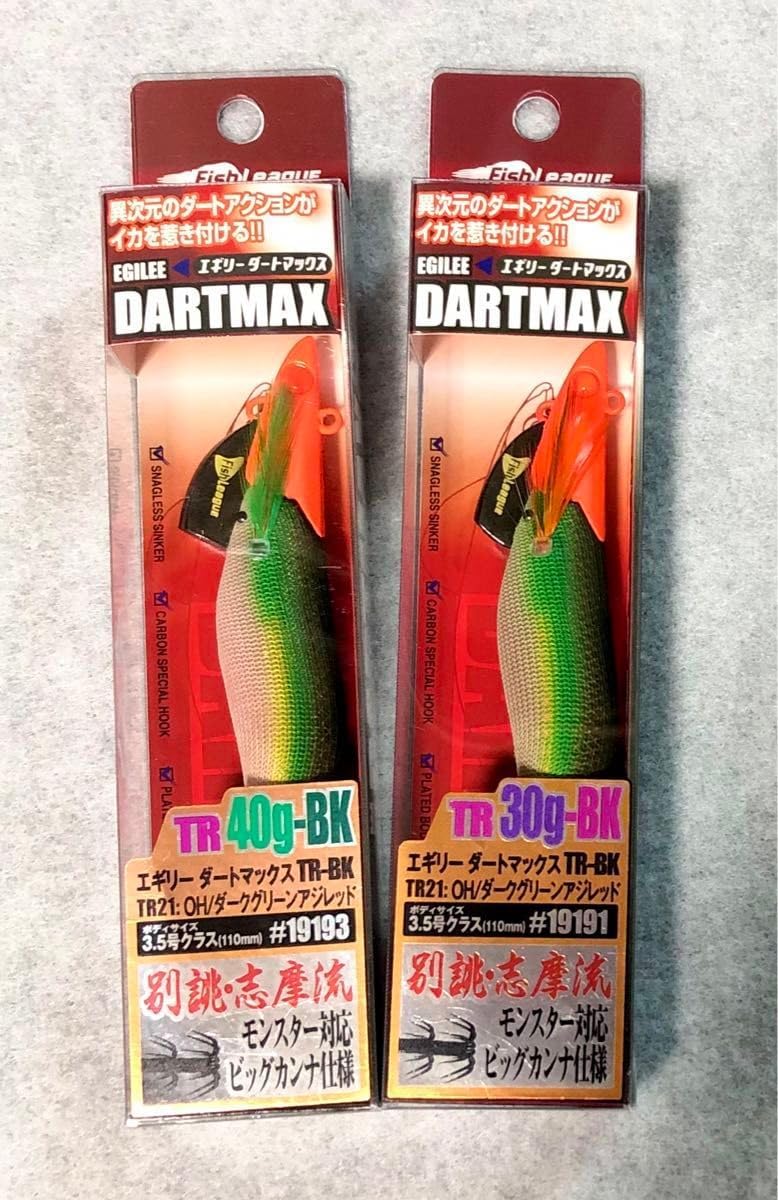 Fish League
異次元のダートアクションが
イカを惹き付ける!!
EGILEE エギリーダートマックス
DARTMAX
FishLeague
SNAGLESS SINKER
CARBON SPECIAL HOOK
PLATED
TR 40g-BK
エギリー ダートマックス TR-BK
TR21: OH/ダークグリーンアジレッド
ボディサイズ
3.5号クラス(110mm) #19193
別誂・志摩流
モンスター対応
ビッグカンナ仕様
Fish League
異次元のダートアクションが
イカを惹き付ける!!
EGILEE エギリーダートマックス
DARTMAX
FishLeague
SNAGLESS SINKER
CARBON SPECIAL HOOK
PLATED
TR 30g-BK
エギリー ダートマックス TR-BK
TR21: OH/ダークグリーンアジレッド
ボディサイズ
3.5号クラス(110mm) #19191
別誂・志摩流
モンスター対応
ビッグカンナ仕様